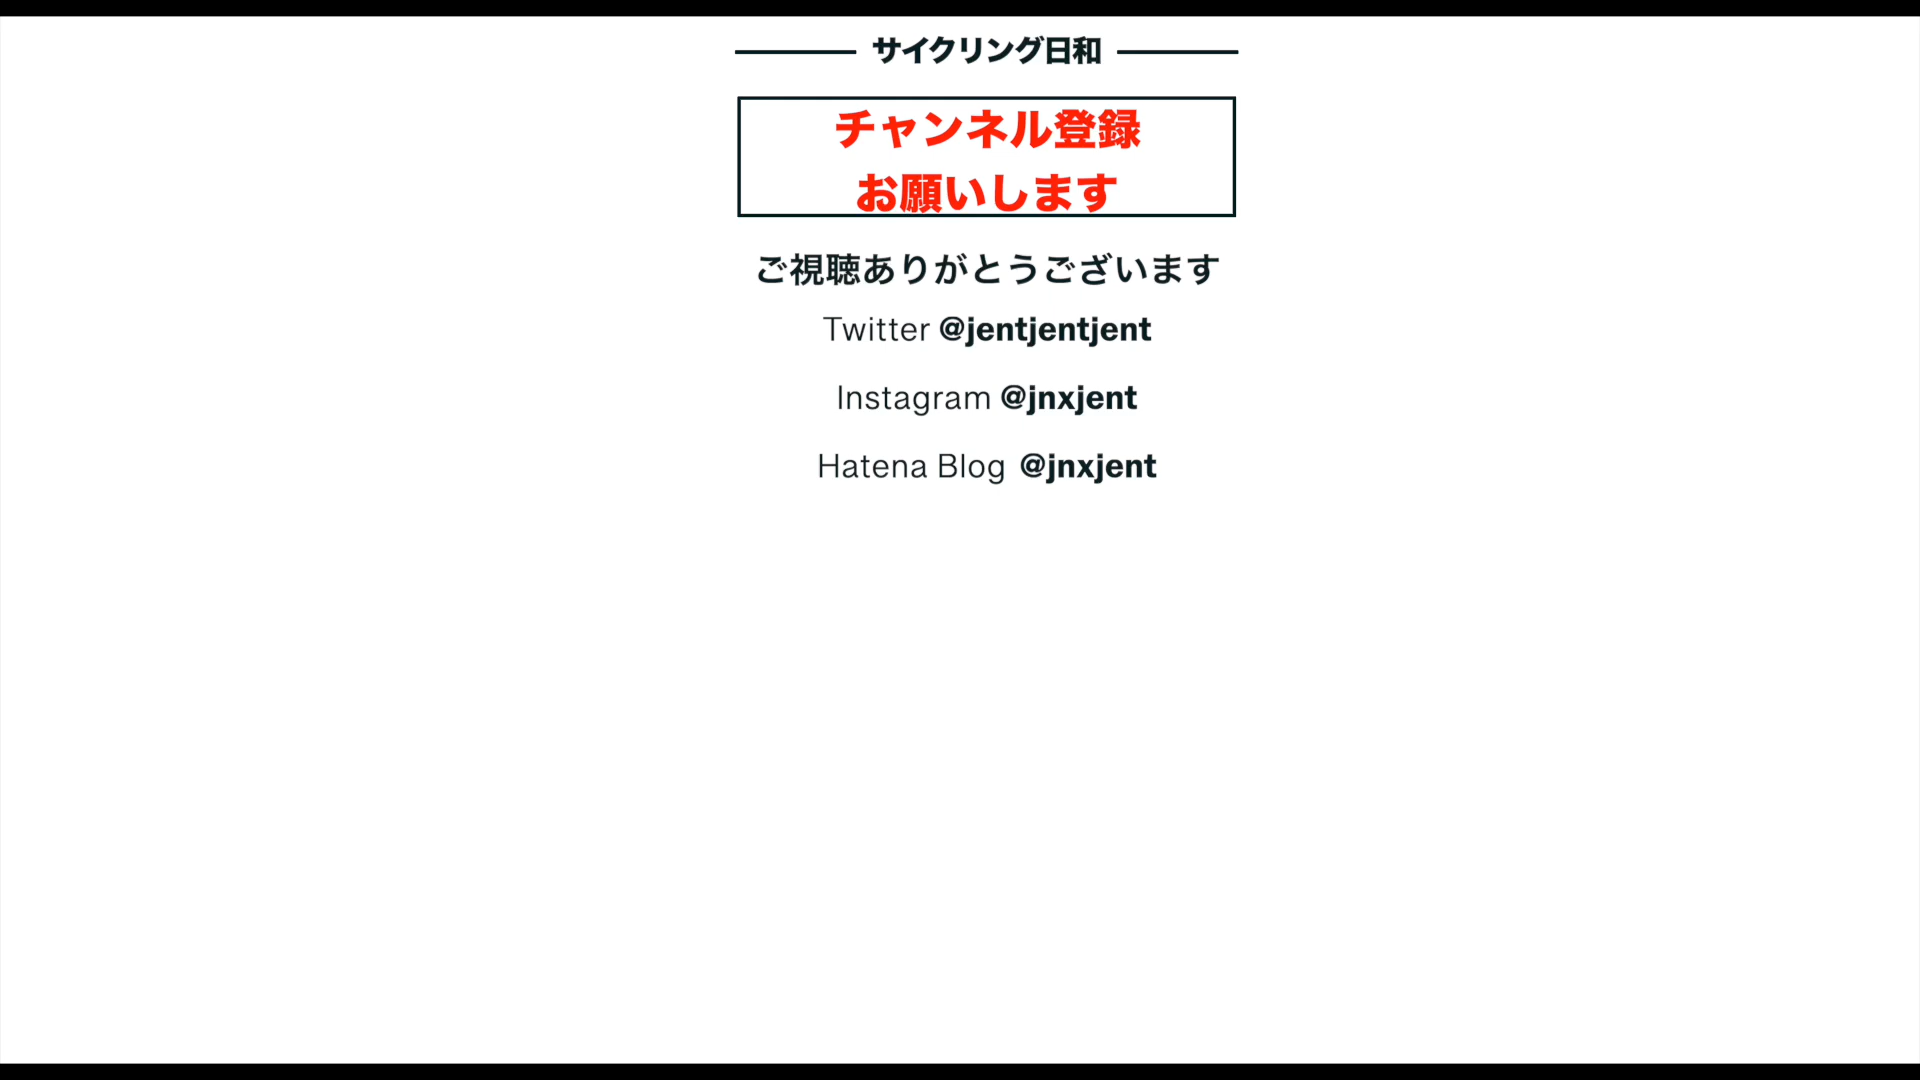 サイクリング日和
チャンネル登録
お願いします
ご視聴ありがとうございます
Twitter @jentjentjent
Instagram @jnxjent
Hatena Blog @jnxjent